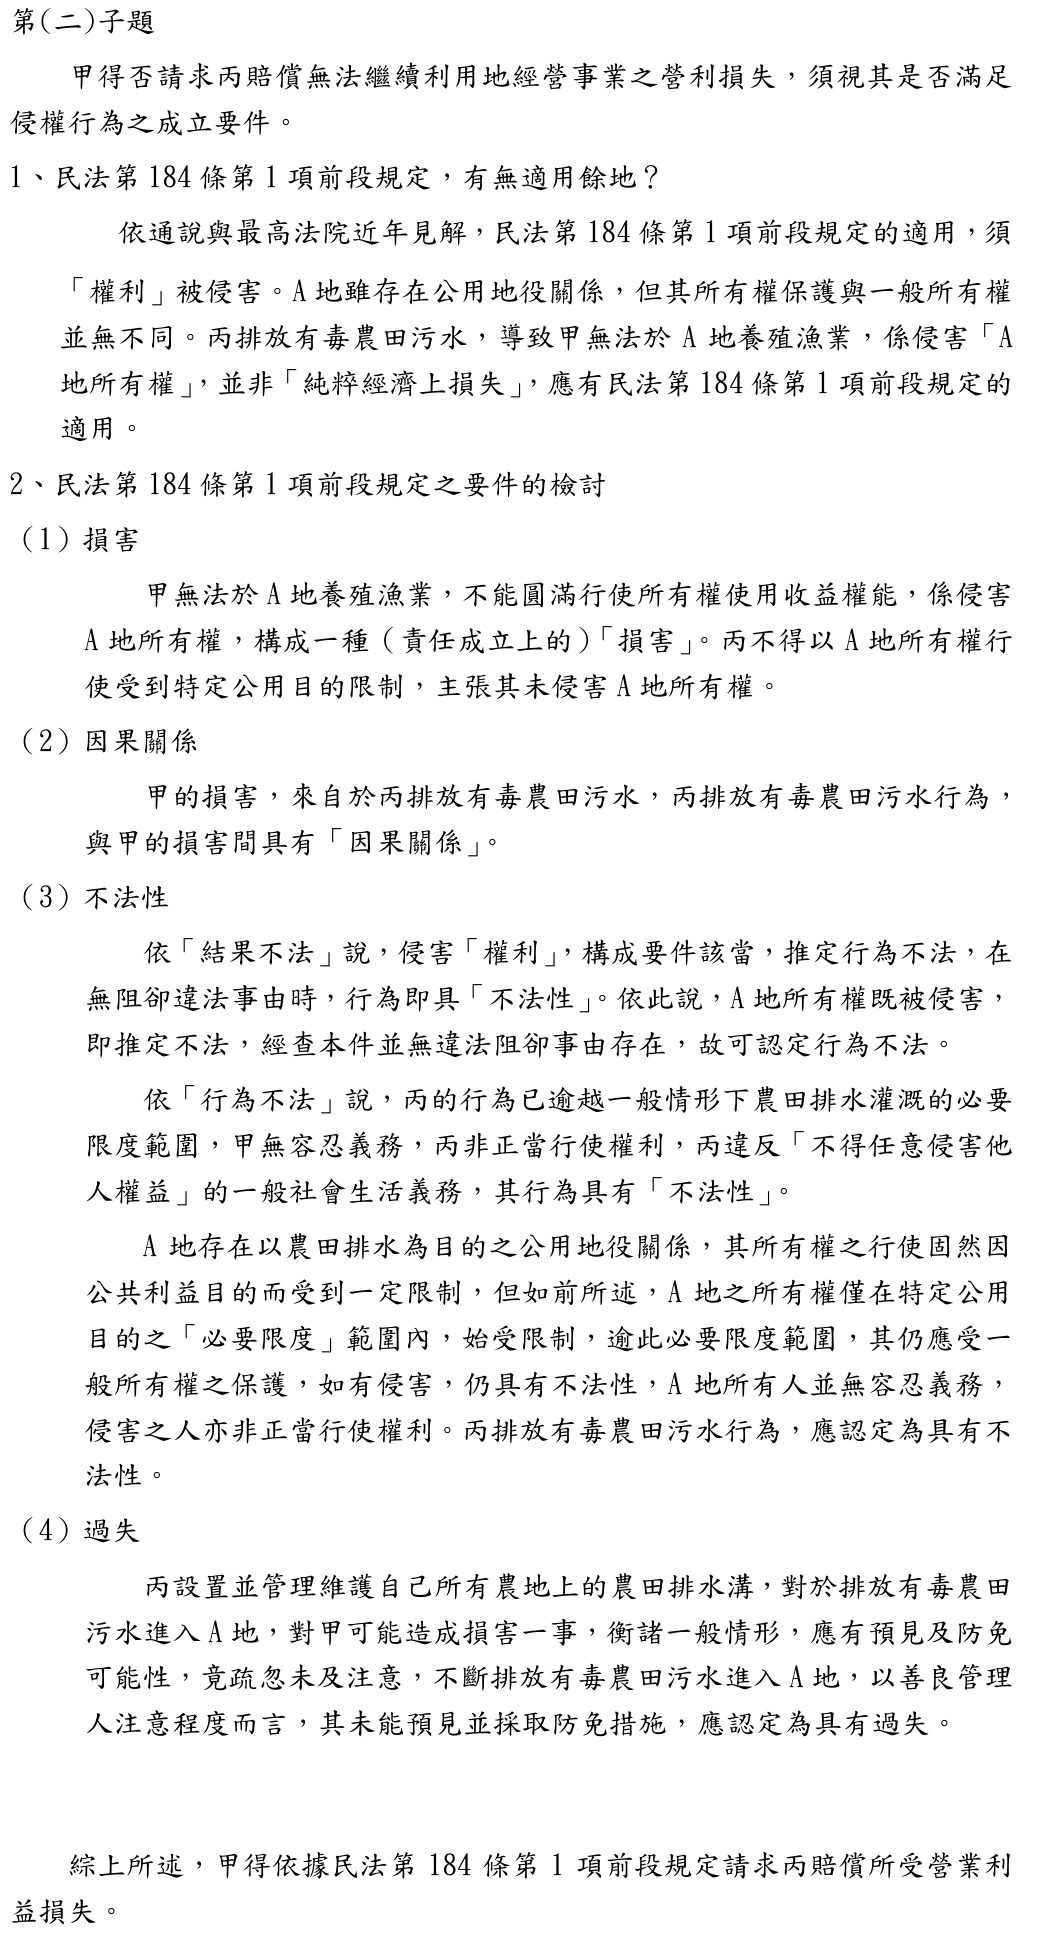 第(二)子題
甲得否請求丙賠償無法繼續利用地經營事業之營利損失，須視其是否滿足
侵權行為之成立要件。
1、民法第 184 條第 1 項前段規定，有無適用餘地？
依通說與最高法院近年見解，民法第 184 條第 1 項前段規定的適用，須
「權利」被侵害。A 地雖存在公用地役關係，但其所有權保護與一般所有權
並無不同。丙排放有毒農田污水，導致甲無法於 A 地養殖漁業，係侵害「A
地所有權」，並非「純粹經濟上損失」，應有民法第 184 條第 1 項前段規定的
適用。
2、民法第 184 條第 1 項前段規定之要件的檢討
（1）損害
甲無法於 A 地養殖漁業，不能圓滿行使所有權使用收益權能，係侵害
A 地所有權，構成一種（責任成立上的）「損害」。丙不得以 A 地所有權行
使受到特定公用目的限制，主張其未侵害 A 地所有權。
（2）因果關係
甲的損害，來自於丙排放有毒農田污水，丙排放有毒農田污水行為，
與甲的損害間具有「因果關係」。
（3）不法性
依「結果不法」說，侵害「權利」，構成要件該當，推定行為不法，在
無阻卻違法事由時，行為即具「不法性」。依此說，A 地所有權既被侵害，
即推定不法，經查本件並無違法阻卻事由存在，故可認定行為不法。
依「行為不法」說，丙的行為已逾越一般情形下農田排水灌溉的必要
限度範圍，甲無容忍義務，丙非正當行使權利，丙違反「不得任意侵害他
人權益」的一般社會生活義務，其行為具有「不法性」。
A 地存在以農田排水為目的之公用地役關係，其所有權之行使固然因
公共利益目的而受到一定限制，但如前所述，A 地之所有權僅在特定公用
目的之「必要限度」範圍內，始受限制，逾此必要限度範圍，其仍應受一
般所有權之保護，如有侵害，仍具有不法性，A 地所有人並無容忍義務，
侵害之人亦非正當行使權利。丙排放有毒農田污水行為，應認定為具有不
法性。
（4）過失
丙設置並管理維護自己所有農地上的農田排水溝，對於排放有毒農田
污水進入 A 地，對甲可能造成損害一事，衡諸一般情形，應有預見及防免
可能性，竟疏忽未及注意，不斷排放有毒農田污水進入 A 地，以善良管理
人注意程度而言，其未能預見並採取防免措施，應認定為具有過失。
綜上所述，甲得依據民法第 184 條第 1 項前段規定請求丙賠償所受營業利
益損失。